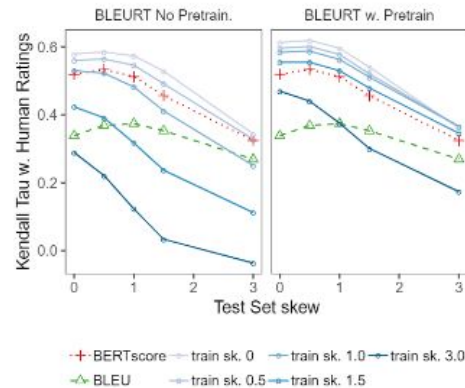 BLEURT No Pretrain.
BLEURT w. Pretrain
Kendall Tau w. Human Ratings
0.6
0.4
0.2
0.0
0 1 2 3
0 1 2 3
Test Set skew
BERTscore train sk. 0 train sk. 1.0 train sk. 3.0
BLEU train sk. 0.5 train sk. 1.5